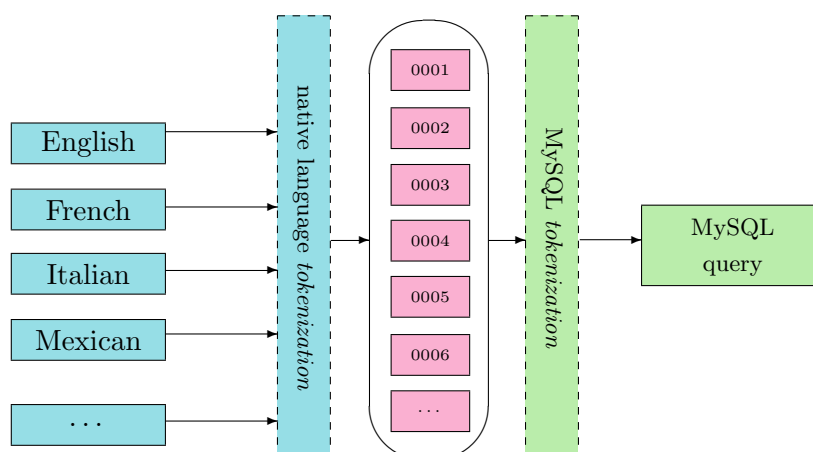 English
French
Italian
Mexican
...
native language tokenization
0001
0002
0003
0004
0005
0006
...
MySQL tokenization
MySQL
query